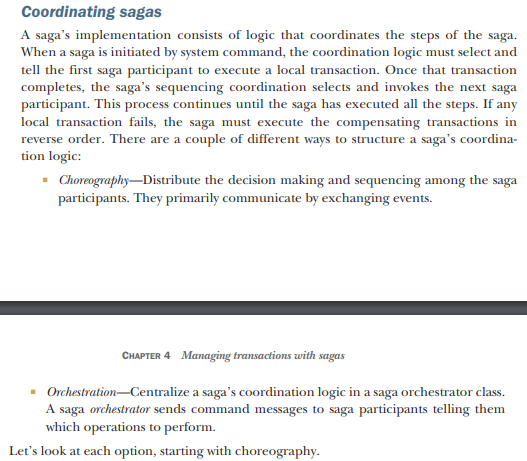 Coordinating sagas
A saga's implementation consists of logic that coordinates the steps of the saga.
When a saga is initiated by system command, the coordination logic must select and
tell the first saga participant to execute a local transaction. Once that transaction
completes, the saga's sequencing coordination selects and invokes the next saga
participant. This process continues until the saga has executed all the steps. If any
local transaction fails, the saga must execute the compensating transactions in
reverse order. There are a couple of different ways to structure a saga's coordina-
tion logic:
▪ Choreography—Distribute the decision making and sequencing among the saga
participants. They primarily communicate by exchanging events.
CHAPTER 4 Managing transactions with sagas
▪ Orchestration—Centralize a saga's coordination logic in a saga orchestrator class.
A saga orchestrator sends command messages to saga participants telling them
which operations to perform.
Let's look at each option, starting with choreography.